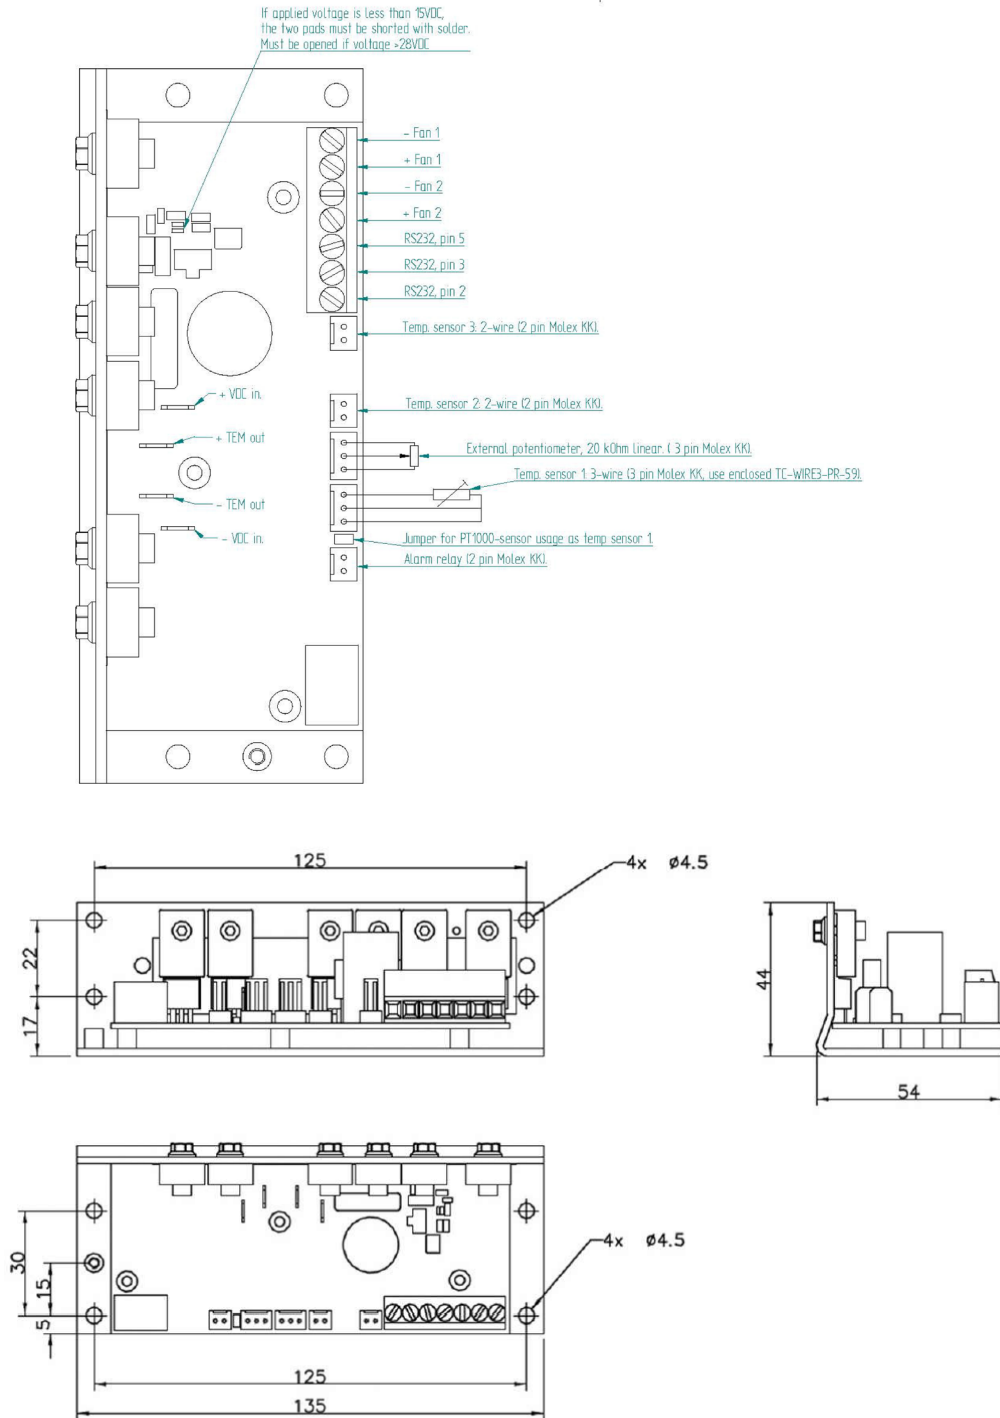 If applied voltage is less than 15VDC,
the two pads must be shorted with solder.
Must be opened if voltage >28VDC
- Fan 1
+ Fan 1
- Fan 2
+ Fan 2
RS232, pin 5
RS232, pin 3
RS232, pin 2
Temp. sensor 3: 2-wire (2 pin Molex KK).
+ VDC in.
Temp. sensor 2: 2-wire (2 pin Molex KK).
+ TEM out
External potentiometer, 20 kOhm linear. ( 3 pin Molex KK).
Temp. sensor 1: 3-wire (3 pin Molex KK, use enclosed TC-WIRE3-PR-59).
- TEM out
- VDC in.
Jumper for PT1000-sensor usage as temp sensor 1.
Alarm relay (2 pin Molex KK).
125
4x ø4.5
22
17
44
54
30
15
5
4x ø4.5
125
135